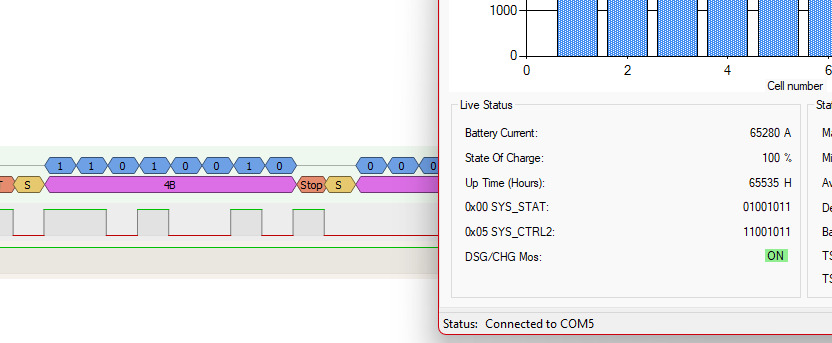 1000
0
0 2 4 6
Cell number
Live Status
Battery Current: 65280 A
State Of Charge: 100 %
Up Time (Hours): 65535 H
0x00 SYS_STAT: 01001011
0x05 SYS_CTRL2: 11001011
DSG/CHG Mos: ON
Status: Connected to COM5
Sta
Ma
Mi
Av
De
Ba
TS
TS
1 1 0 1 0 0 1 0 0 0 0
T S 4B Stop S